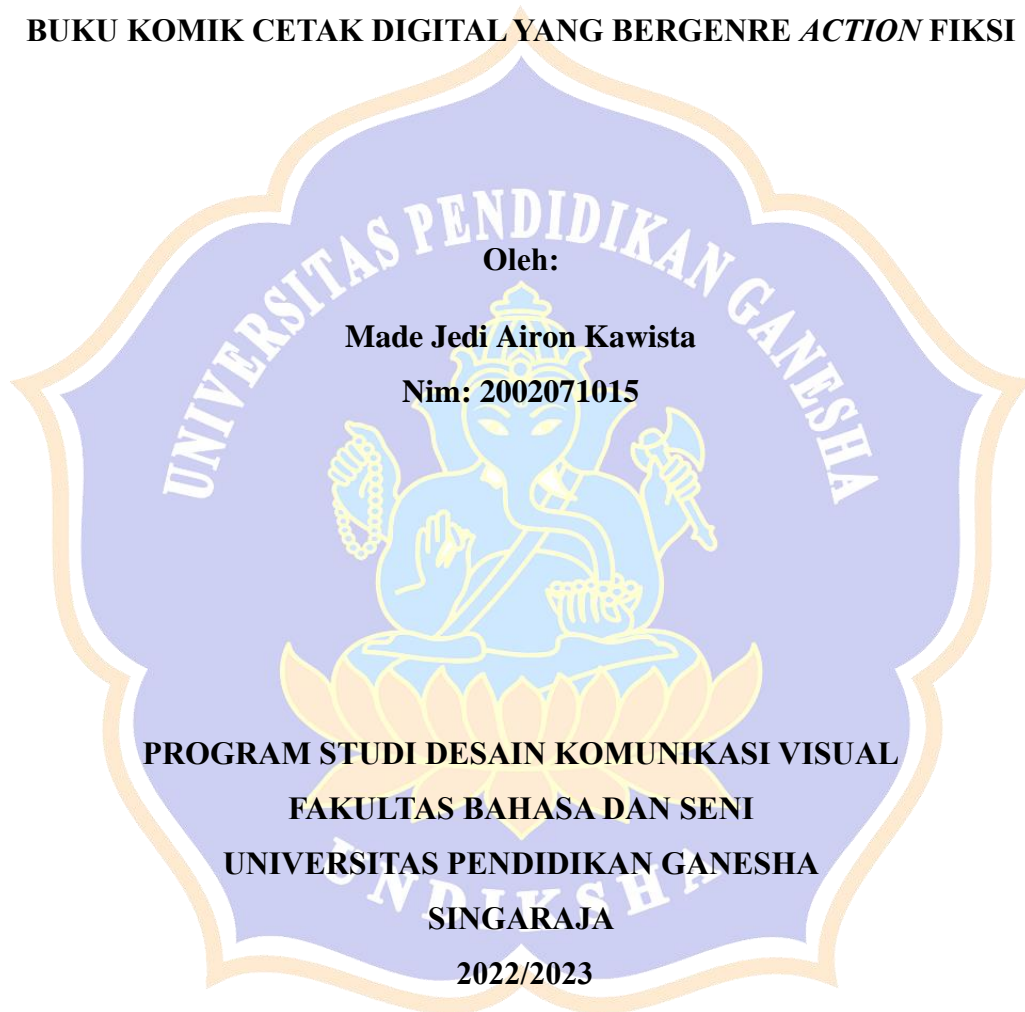 BUKU KOMIK CETAK DIGITAL YANG BERGENRE ACTION FIKSI
UNIVERSITAS PENDIDIKAN GANESHA
Oleh:
Made Jedi Airon Kawista
Nim: 2002071015
PROGRAM STUDI DESAIN KOMUNIKASI VISUAL
FAKULTAS BAHASA DAN SENI
UNIVERSITAS PENDIDIKAN GANESHA
UNDIKSHA
SINGARAJA
2022/2023